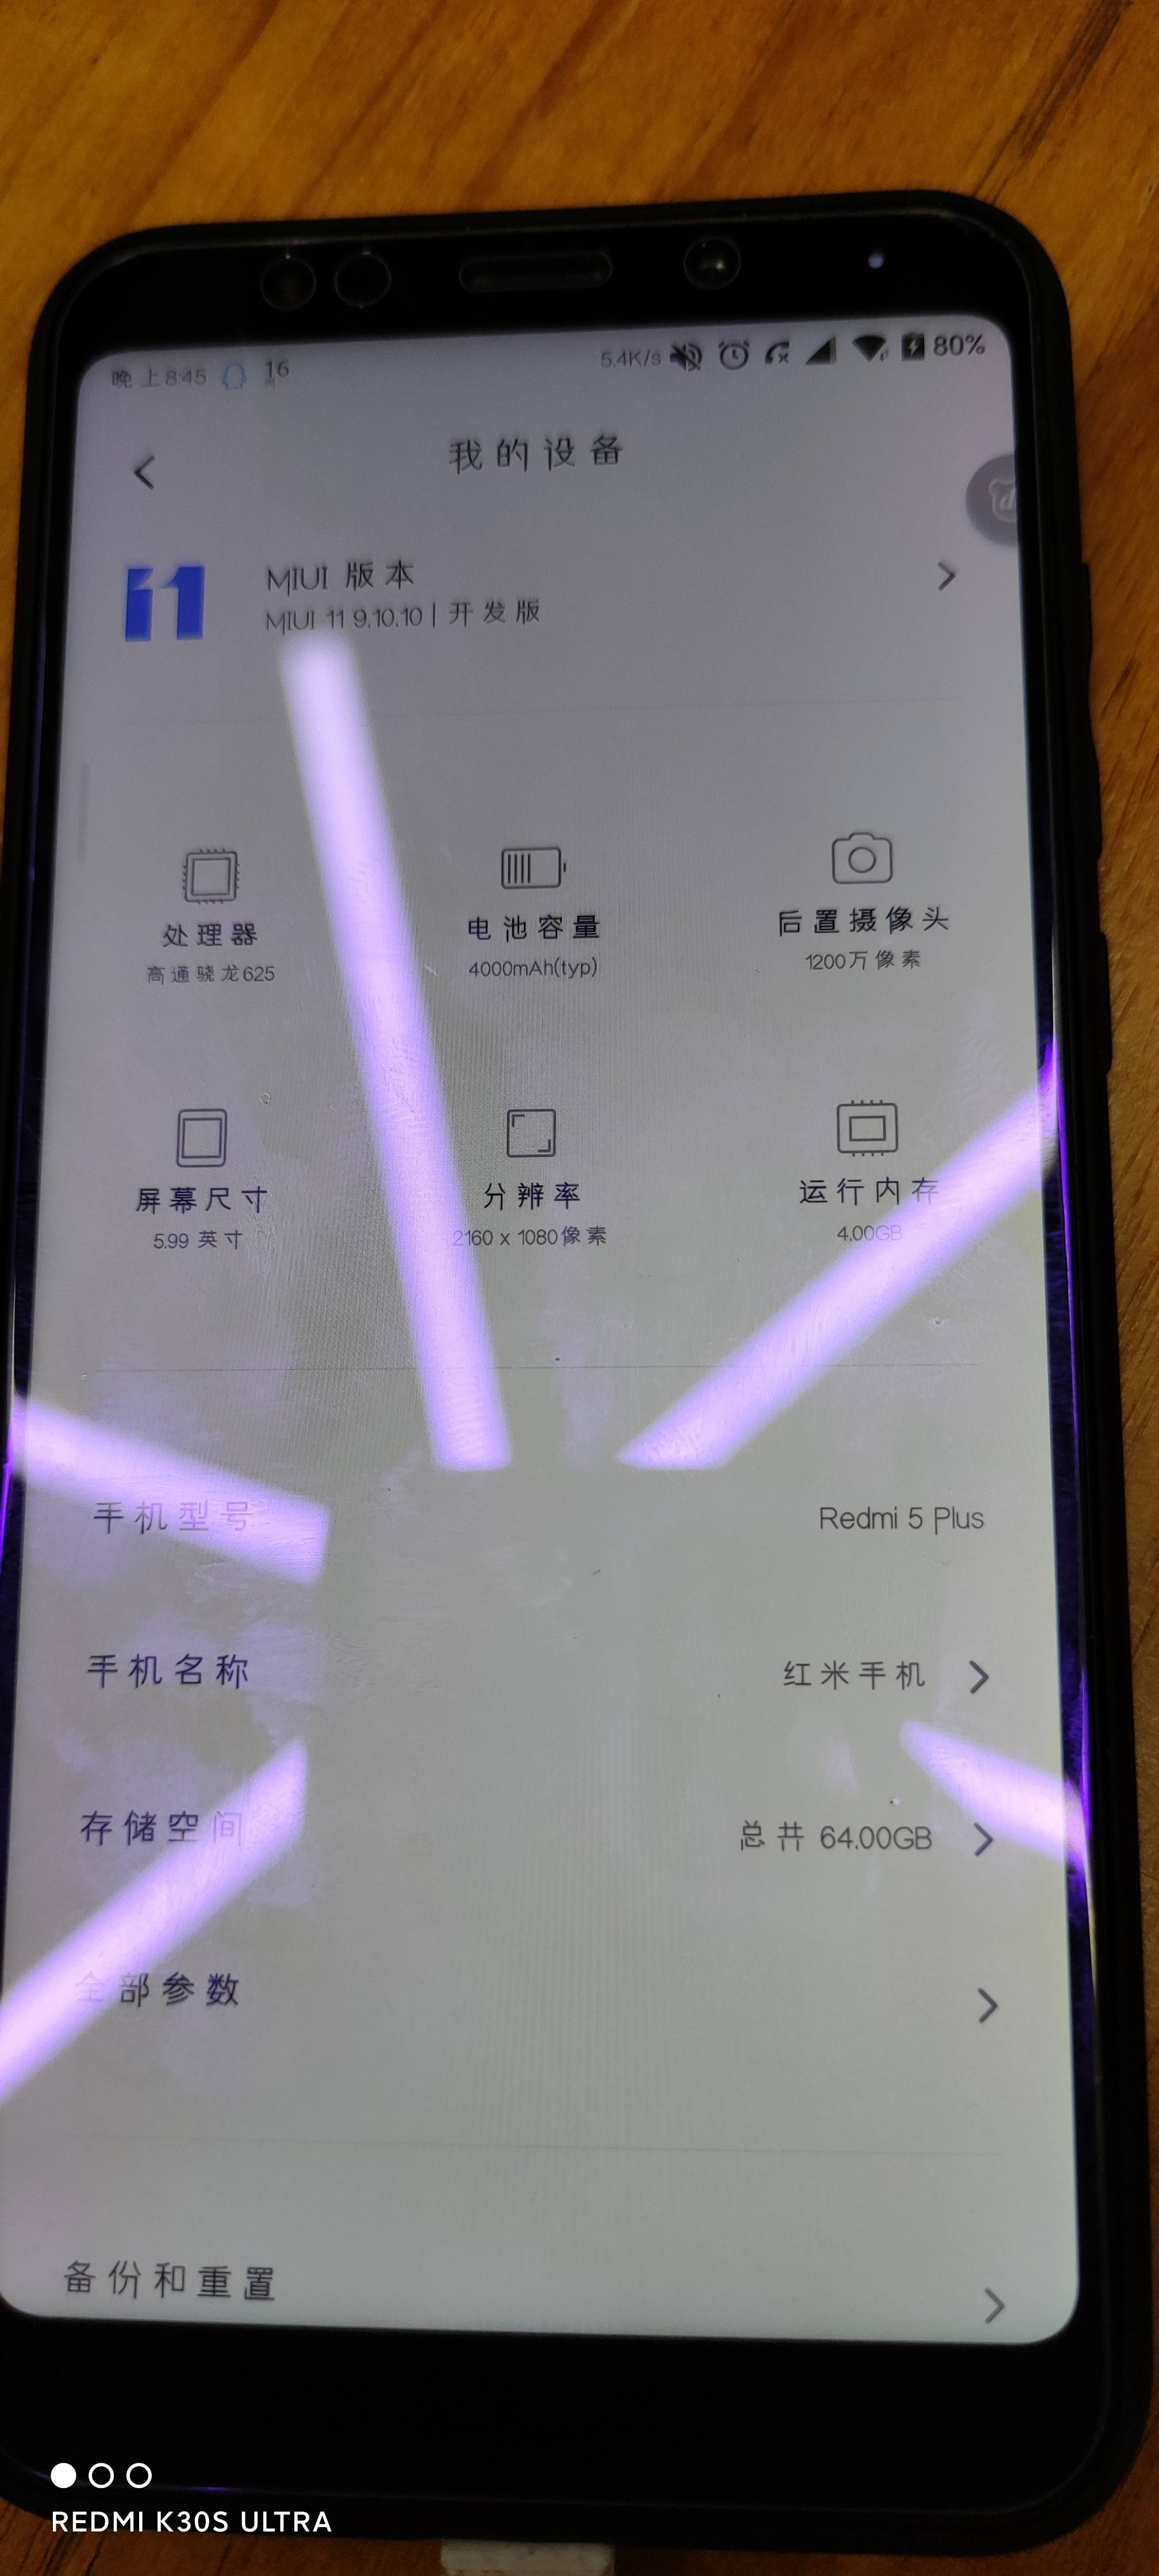 晚上8:45 16 5.4K/s 80%
我的设备
MIUI 版本
MIUI 11 9.10.10 | 开发版
处理器 电池容量 后置摄像头
高通骁龙625 4000mAh(typ) 1200万像素
屏幕尺寸 分辨率 运行内存
5.99 英寸 2160 x 1080像素 4.00GB
手机型号 Redmi 5 Plus
手机名称 红米手机
存储空间 总共 64.00GB
全部参数
备份和重置
REDMI K30S ULTRA